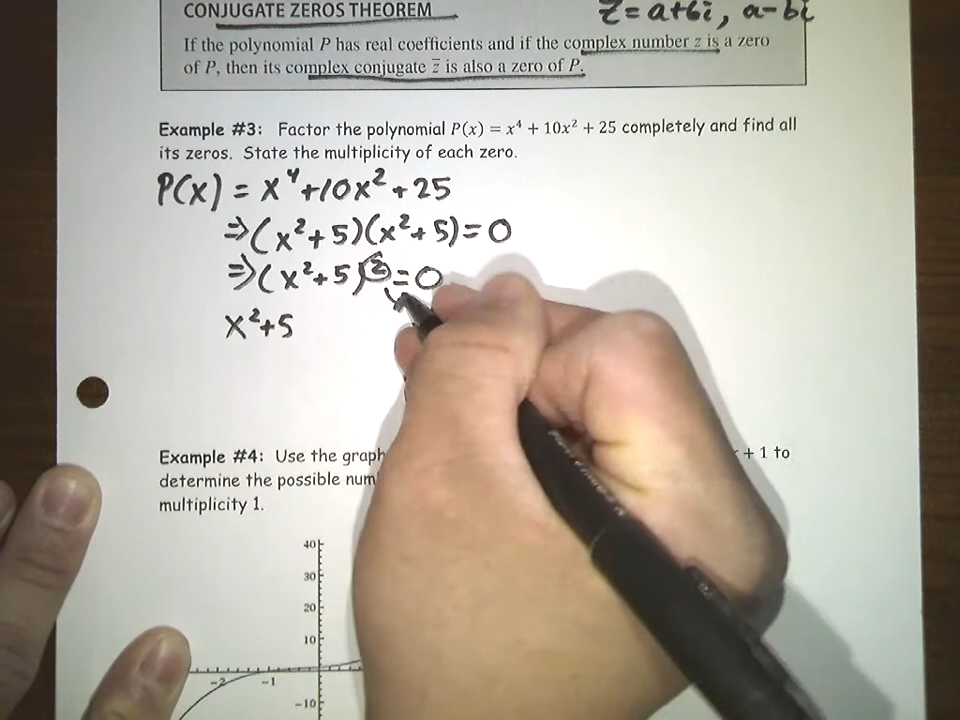 CONJUGATE ZEROS THEOREM
z = a+bi, a-bi
If the polynomial P has real coefficients and if the complex number z is a zero
of P, then its complex conjugate z̅ is also a zero of P.
Example #3: Factor the polynomial P(x) = x⁴ + 10x² + 25 completely and find all
its zeros. State the multiplicity of each zero.
P(x) = x⁴+10x²+25
⇒(x²+5)(x²+5)=0
⇒(x²+5)²=0
x²+5
Example #4: Use the graph + 1 to
determine the possible num
multiplicity 1.
40
30
20
10
-2 -1
-10